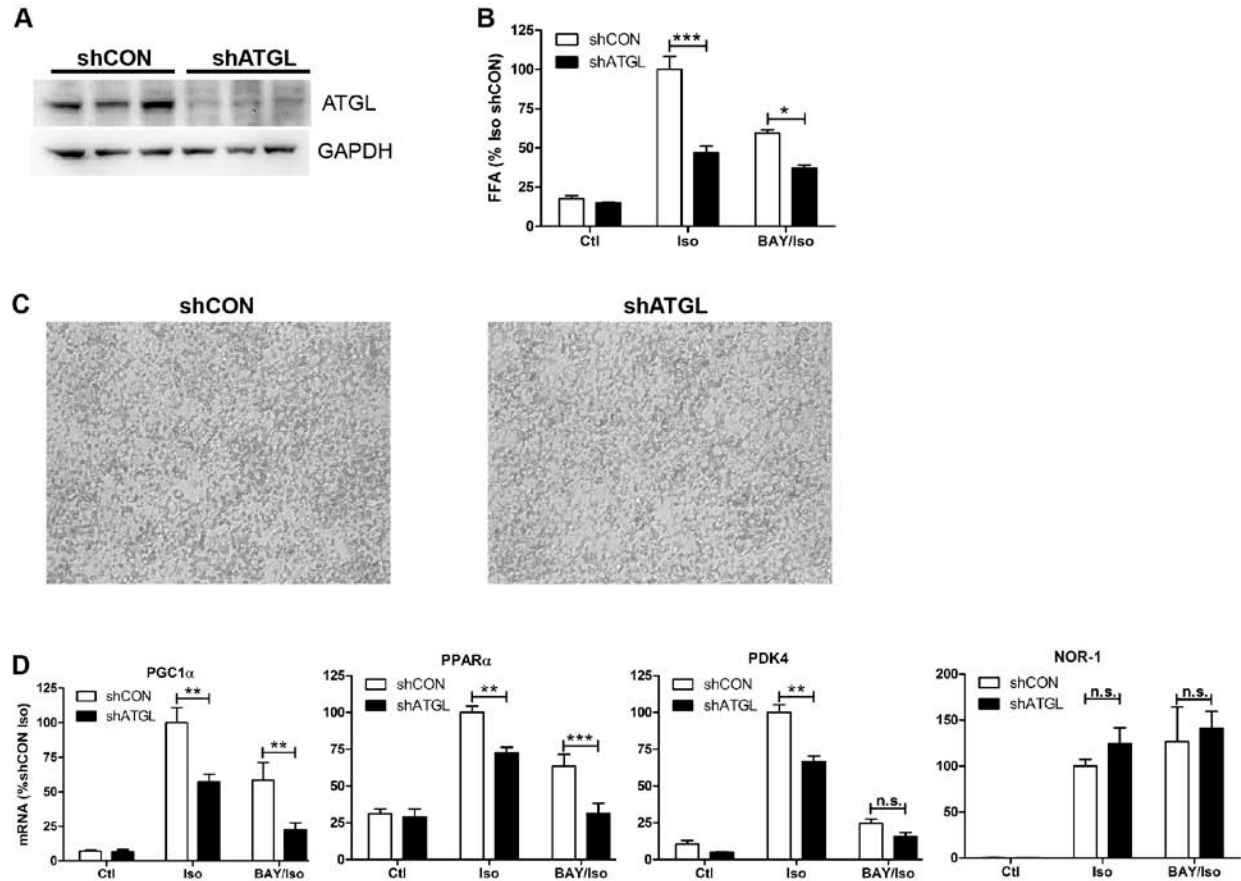 A
shCON shATGL
ATGL
GAPDH
B
FFA (% Iso shCON)
125
100
75
50
25
0
shCON
shATGL
***
*
Ctl Iso BAY/Iso
C
shCON shATGL
D
PGC1α
mRNA (%shCON Iso)
125
100
75
50
25
0
shCON
shATGL
**
**
Ctl Iso BAY/Iso
PPARα
125
100
75
50
25
0
shCON
shATGL
**
***
Ctl Iso BAY/Iso
PDK4
125
100
75
50
25
0
shCON
shATGL
**
n.s.
Ctl Iso BAY/Iso
NOR-1
200
150
100
50
0
shCON
shATGL
n.s. n.s.
Ctl Iso BAY/Iso